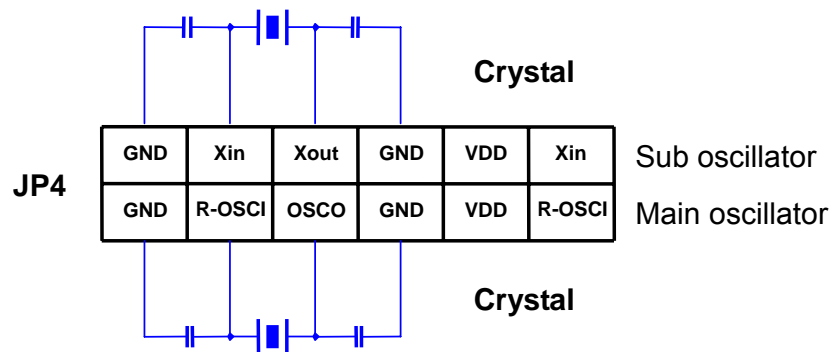 Crystal
GND Xin Xout GND VDD Xin Sub oscillator
JP4
GND R-OSCI OSCO GND VDD R-OSCI Main oscillator
Crystal